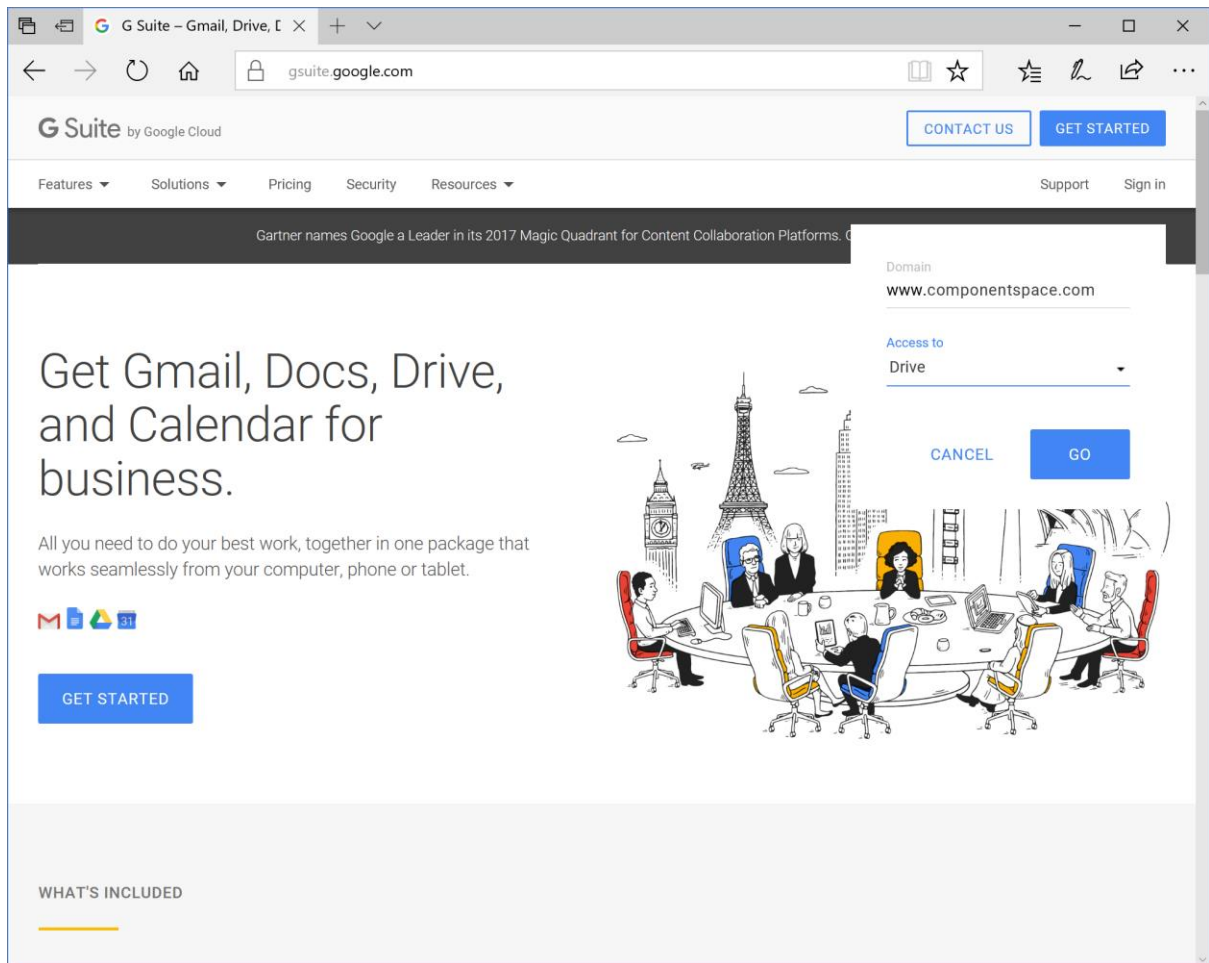 G Suite – Gmail, Drive, D
gsuite.google.com
G Suite by Google Cloud
CONTACT US
GET STARTED
Features
Solutions
Pricing
Security
Resources
Support
Sign in
Gartner names Google a Leader in its 2017 Magic Quadrant for Content Collaboration Platforms.
Domain
www.componentspace.com
Access to
Drive
CANCEL
GO
Get Gmail, Docs, Drive,
and Calendar for
business.
All you need to do your best work, together in one package that
works seamlessly from your computer, phone or tablet.
31
GET STARTED
WHAT'S INCLUDED